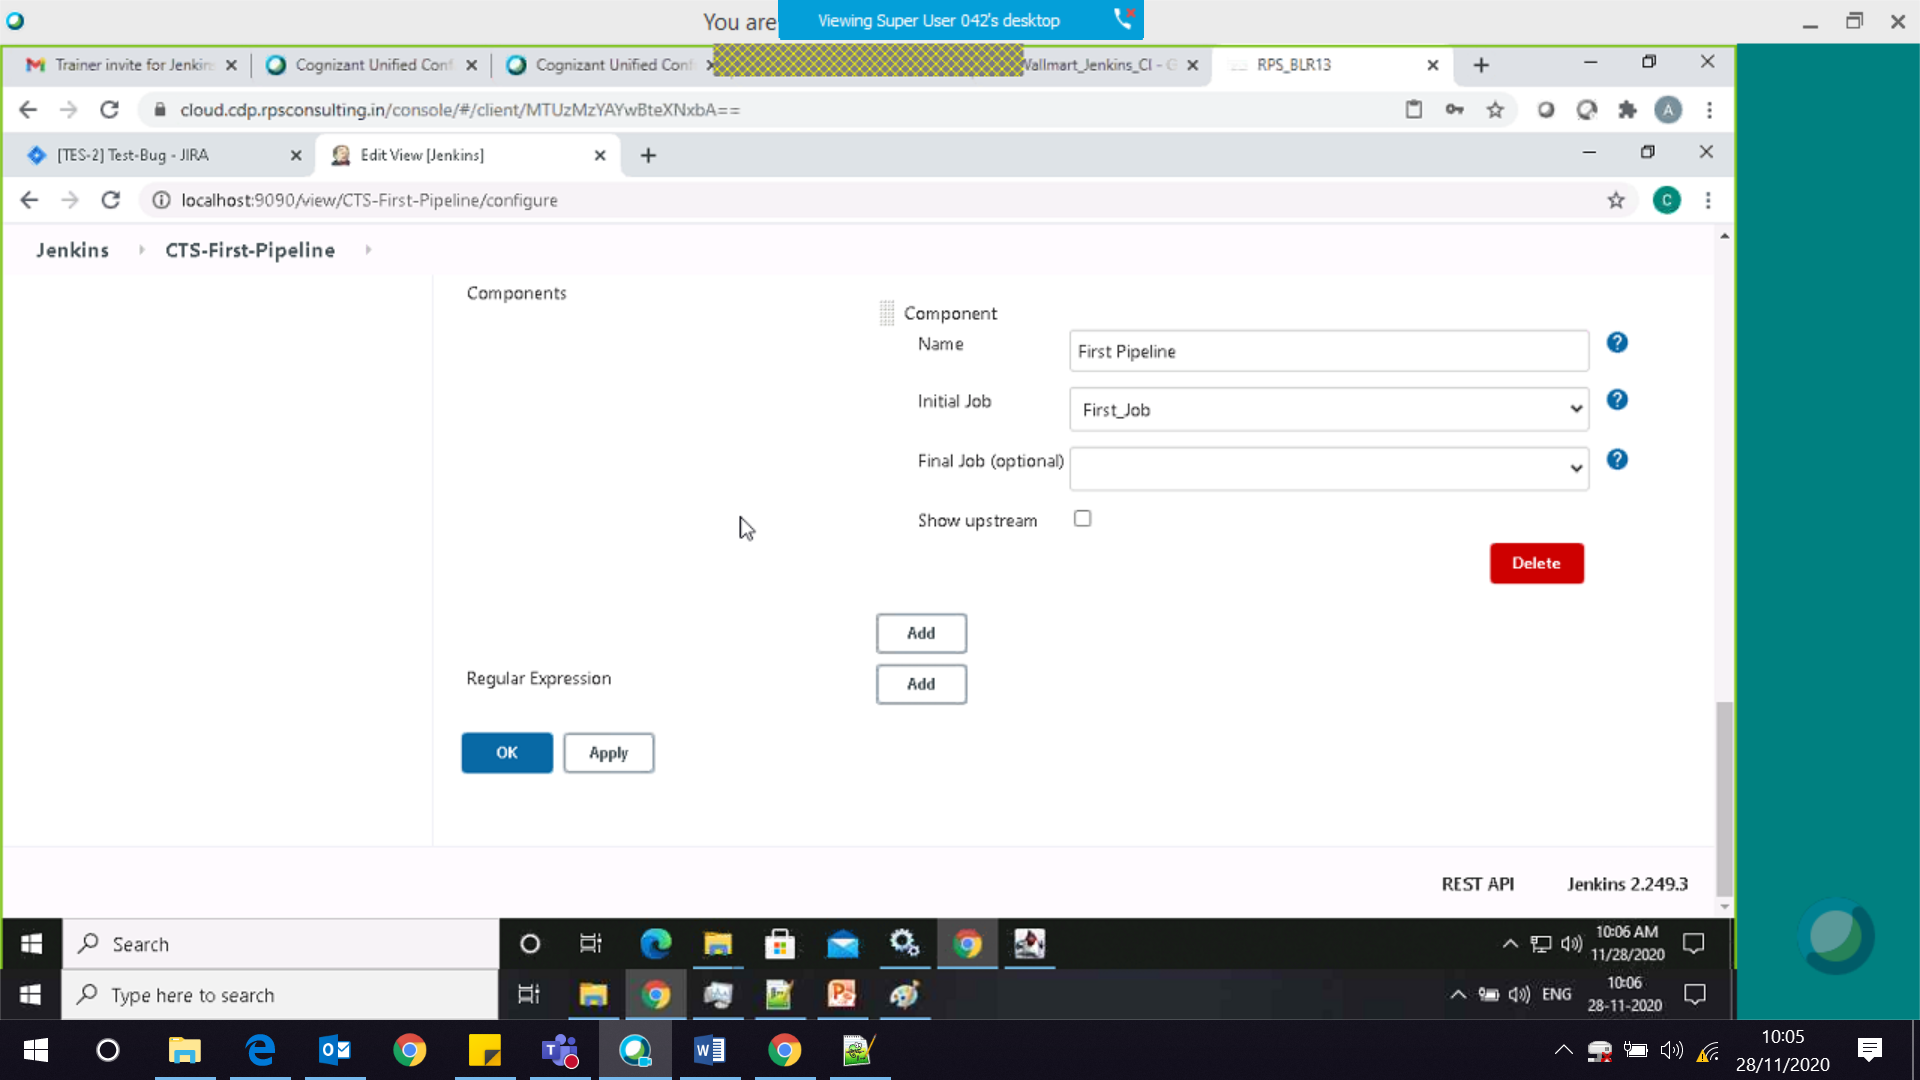 You are
Viewing Super User 042's desktop
Trainer invite for Jenkin
Cognizant Unified Con
Cognizant Unified Con
Wallmart_Jenkins_CI - G
RPS_BLR13
cloud.cdp.rpsconsulting.in/console/#/client/MTUzMzYAYwBteXNxbA==
A
[TES-2] Test-Bug - JIRA
Edit View [Jenkins]
localhost:9090/view/CTS-First-Pipeline/configure
C
Jenkins
CTS-First-Pipeline
Components
Component
Name
First Pipeline
Initial Job
First_Job
Final Job (optional)
Show upstream
Delete
Add
Regular Expression
Add
OK
Apply
REST API
Jenkins 2.249.3
Search
10:06 AM
11/28/2020
Type here to search
ENG
10:06
28-11-2020
10:05
28/11/2020